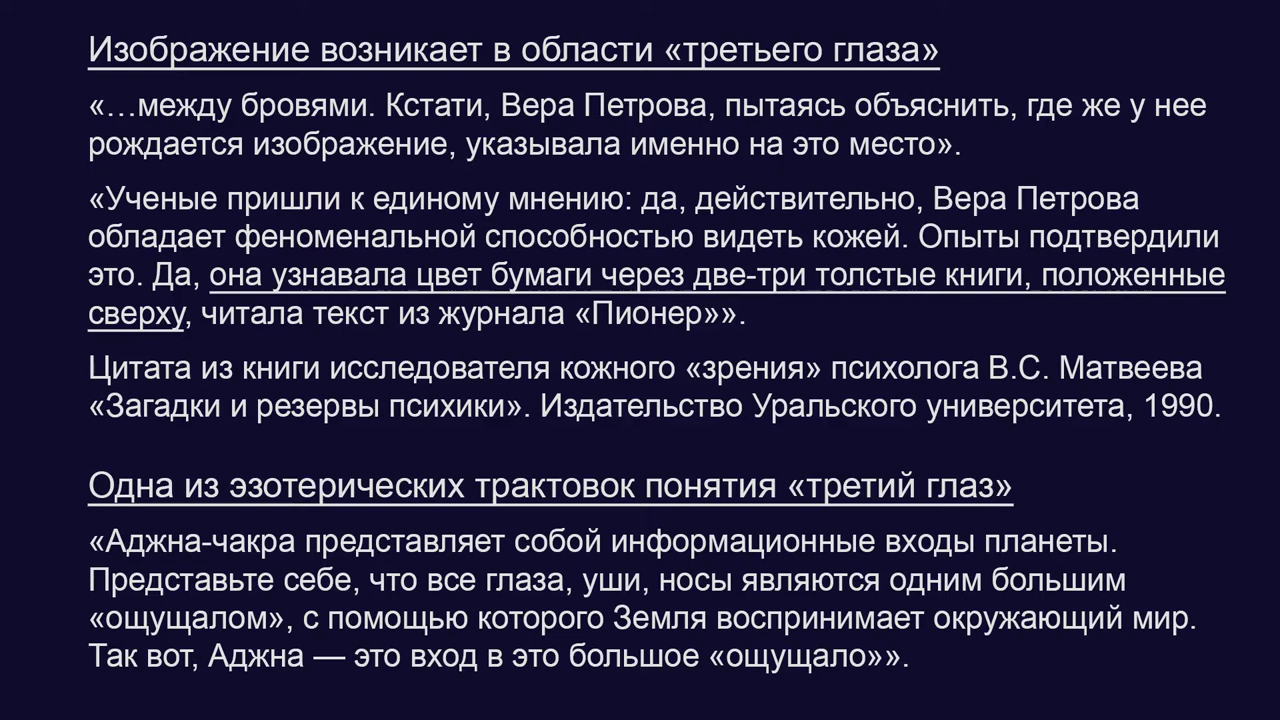 Изображение возникает в области «третьего глаза»
«…между бровями. Кстати, Вера Петрова, пытаясь объяснить, где же у нее
рождается изображение, указывала именно на это место».
«Ученые пришли к единому мнению: да, действительно, Вера Петрова
обладает феноменальной способностью видеть кожей. Опыты подтвердили
это. Да, она узнавала цвет бумаги через две-три толстые книги, положенные
сверху, читала текст из журнала «Пионер»».
Цитата из книги исследователя кожного «зрения» психолога В.С. Матвеева
«Загадки и резервы психики». Издательство Уральского университета, 1990.
Одна из эзотерических трактовок понятия «третий глаз»
«Аджна-чакра представляет собой информационные входы планеты.
Представьте себе, что все глаза, уши, носы являются одним большим
«ощущалом», с помощью которого Земля воспринимает окружающий мир.
Так вот, Аджна — это вход в это большое «ощущало»».